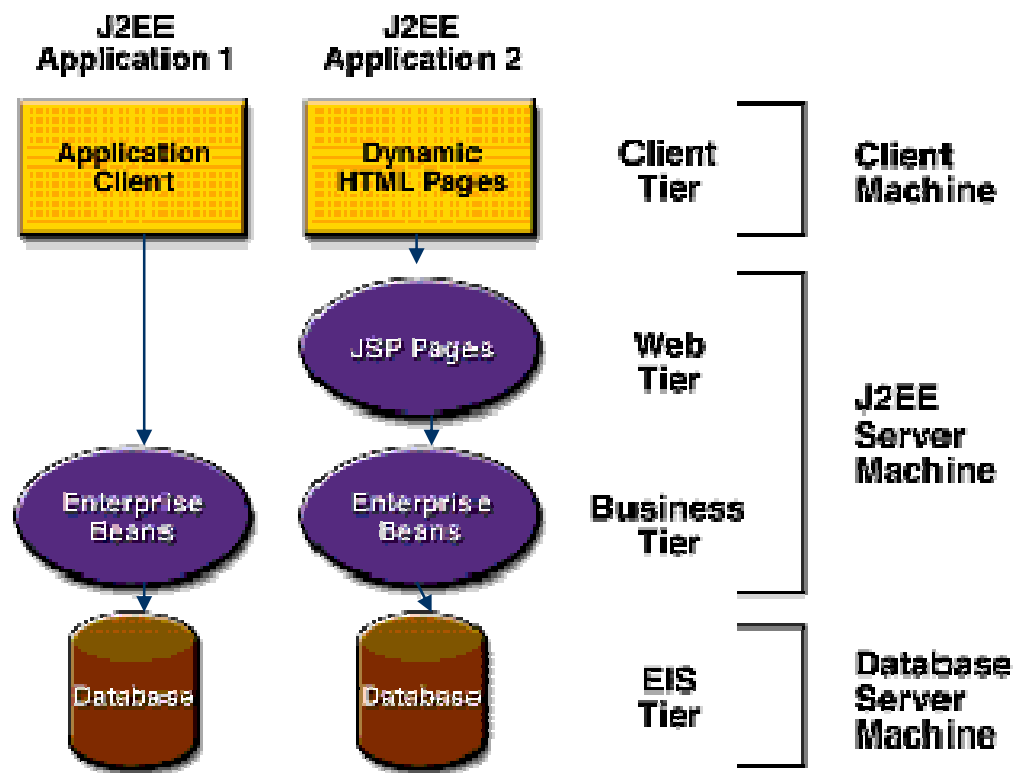 J2EE
Application 1
J2EE
Application 2
Application
Client
Dynamic
HTML Pages
Client
Tier
Client
Machine
JSP Pages
Web
Tier
J2EE
Server
Machine
Enterprise
Beans
Enterprise
Beans
Business
Tier
Database
Database
EIS
Tier
Database
Server
Machine